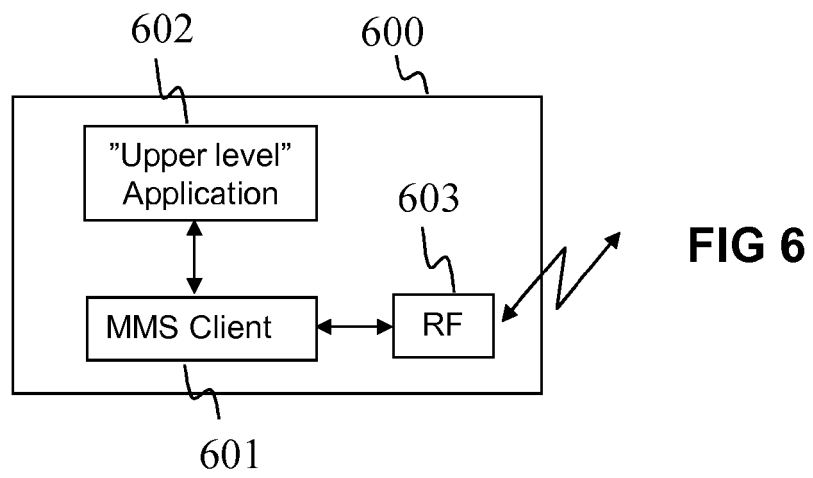 602
600
”Upper level”
Application
603
FIG 6
MMS Client
RF
601